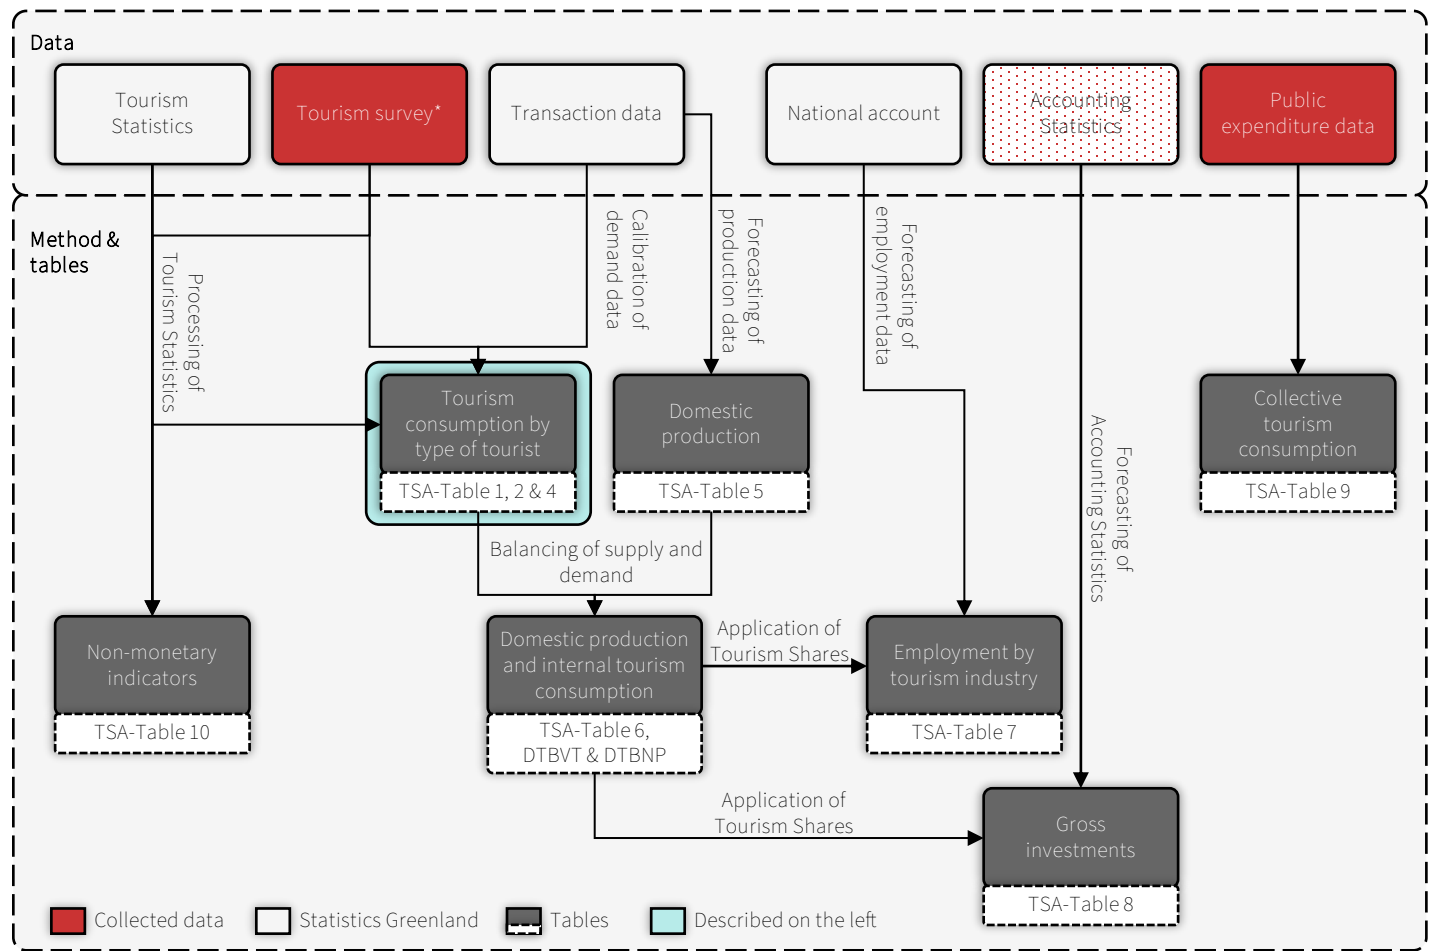 Data
Tourism
Statistics
Tourism survey*
Transaction data
National account
Accounting
Statistics
Public
expenditure data
Method &
tables
Processing of
Tourism Statistics
Calibration of
demand data
Forecasting of
production data
Forecasting of
employment data
Forecasting of
Accounting Statistics
Tourism
consumption by
type of tourist
TSA-Table 1, 2 & 4
Domestic
production
TSA-Table 5
Collective
tourism
consumption
TSA-Table 9
Balancing of supply and
demand
Non-monetary
indicators
TSA-Table 10
Domestic production
and internal tourism
consumption
TSA-Table 6,
DTBVT & DTBNP
Application of
Tourism Shares
Employment by
tourism industry
TSA-Table 7
Application of
Tourism Shares
Gross
investments
TSA-Table 8
Collected data
Statistics Greenland
Tables
Described on the left